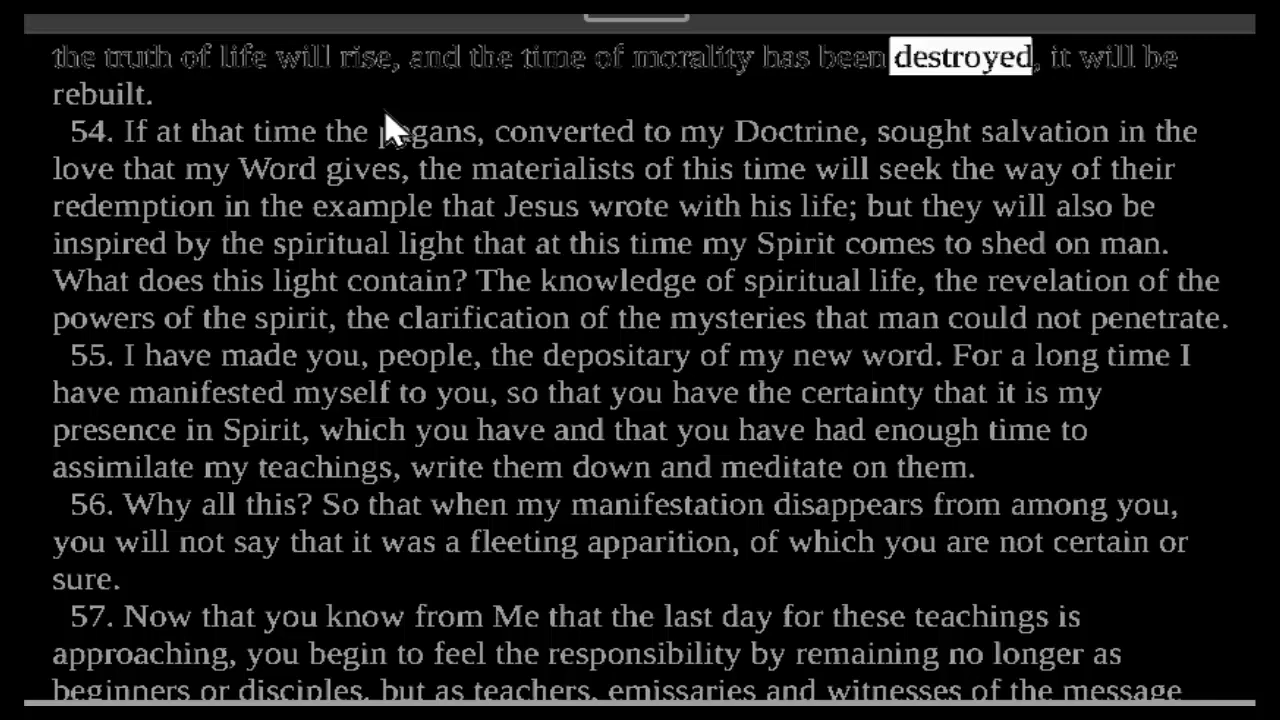 the truth of life will rise, and the time of morality has been destroyed, it will be
rebuilt.
54. If at that time the pagans, converted to my Doctrine, sought salvation in the
love that my Word gives, the materialists of this time will seek the way of their
redemption in the example that Jesus wrote with his life; but they will also be
inspired by the spiritual light that at this time my Spirit comes to shed on man.
What does this light contain? The knowledge of spiritual life, the revelation of the
powers of the spirit, the clarification of the mysteries that man could not penetrate.
55. I have made you, people, the depositary of my new word. For a long time I
have manifested myself to you, so that you have the certainty that it is my
presence in Spirit, which you have and that you have had enough time to
assimilate my teachings, write them down and meditate on them.
56. Why all this? So that when my manifestation disappears from among you,
you will not say that it was a fleeting apparition, of which you are not certain or
sure.
57. Now that you know from Me that the last day for these teachings is
approaching, you begin to feel the responsibility by remaining no longer as
beginners or disciples, but as teachers, emissaries and witnesses of the message